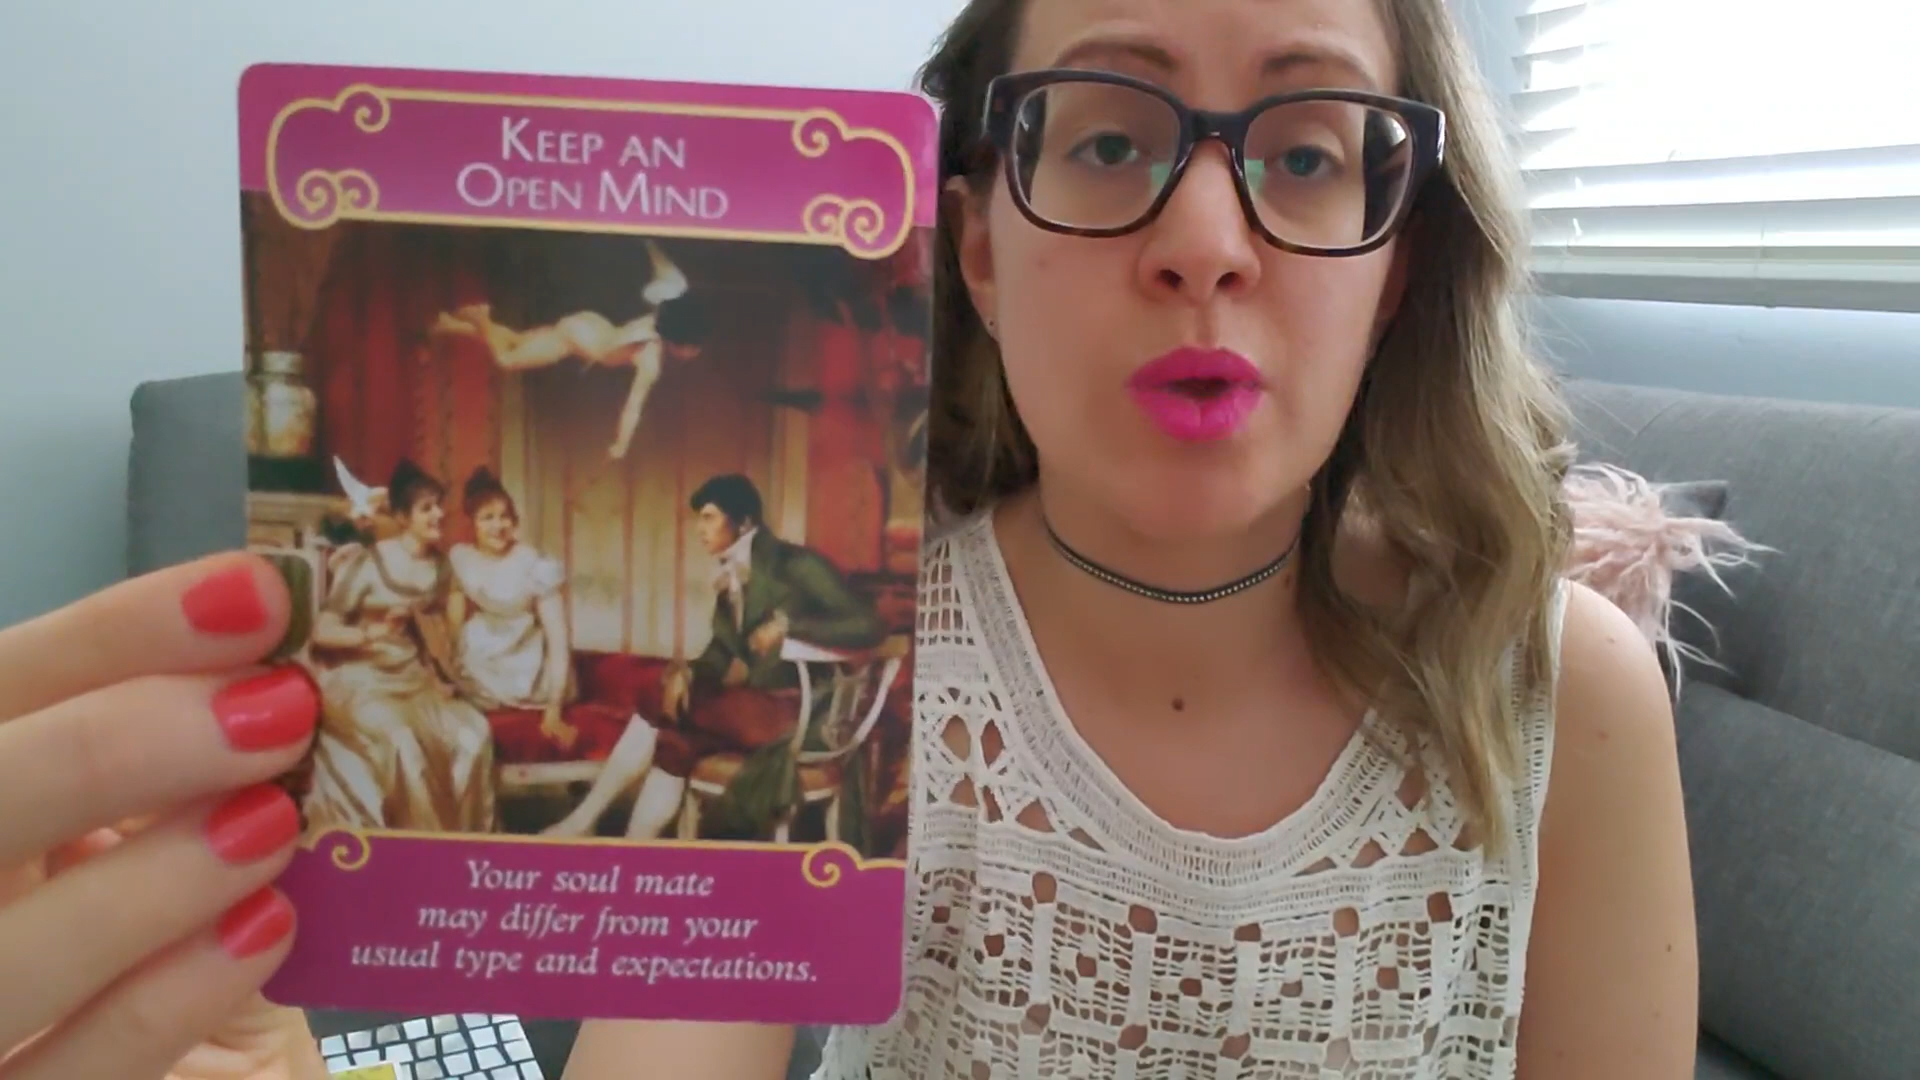 KEEP AN
OPEN MIND
Your soul mate
may differ from your
usual type and expectations.